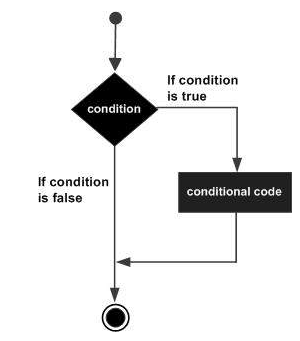 If condition
is true
condition
If condition
is false
conditional code